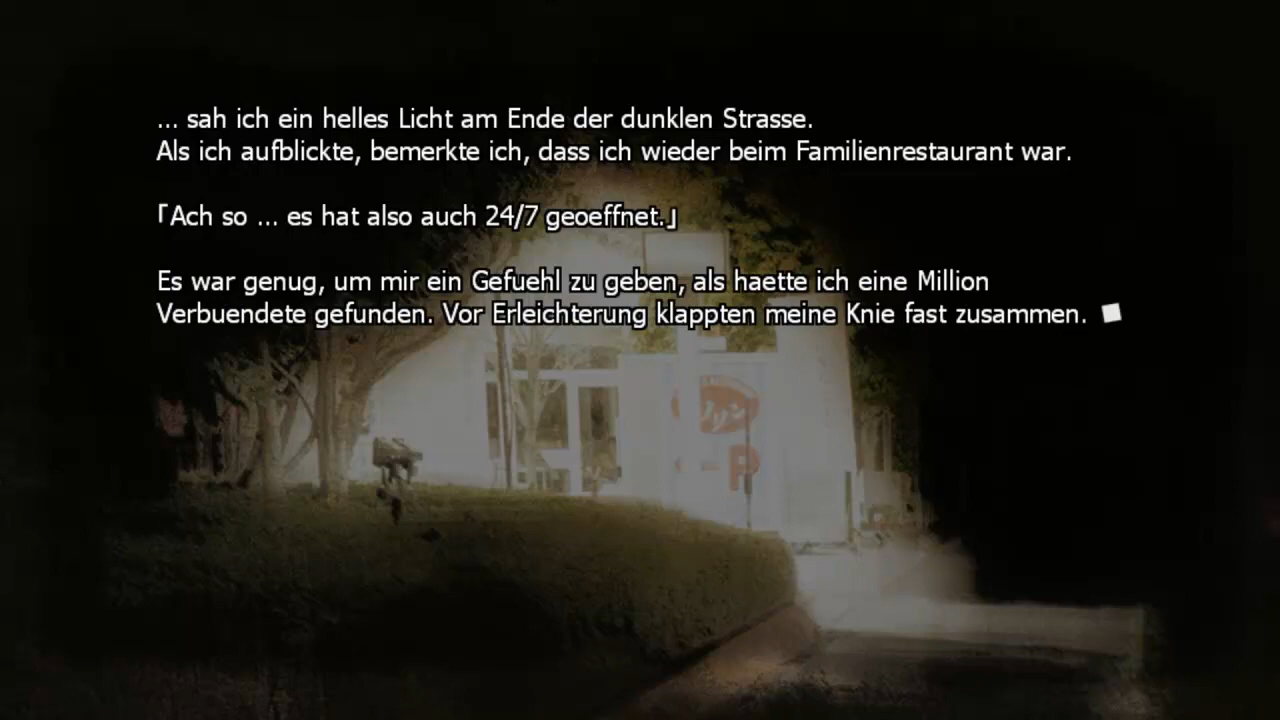 ... sah ich ein helles Licht am Ende der dunklen Strasse.
Als ich aufblickte, bemerkte ich, dass ich wieder beim Familienrestaurant war.
「Ach so ... es hat also auch 24/7 geoeffnet.」
Es war genug, um mir ein Gefuehl zu geben, als haette ich eine Million
Verbuendete gefunden. Vor Erleichterung klappten meine Knie fast zusammen.
P